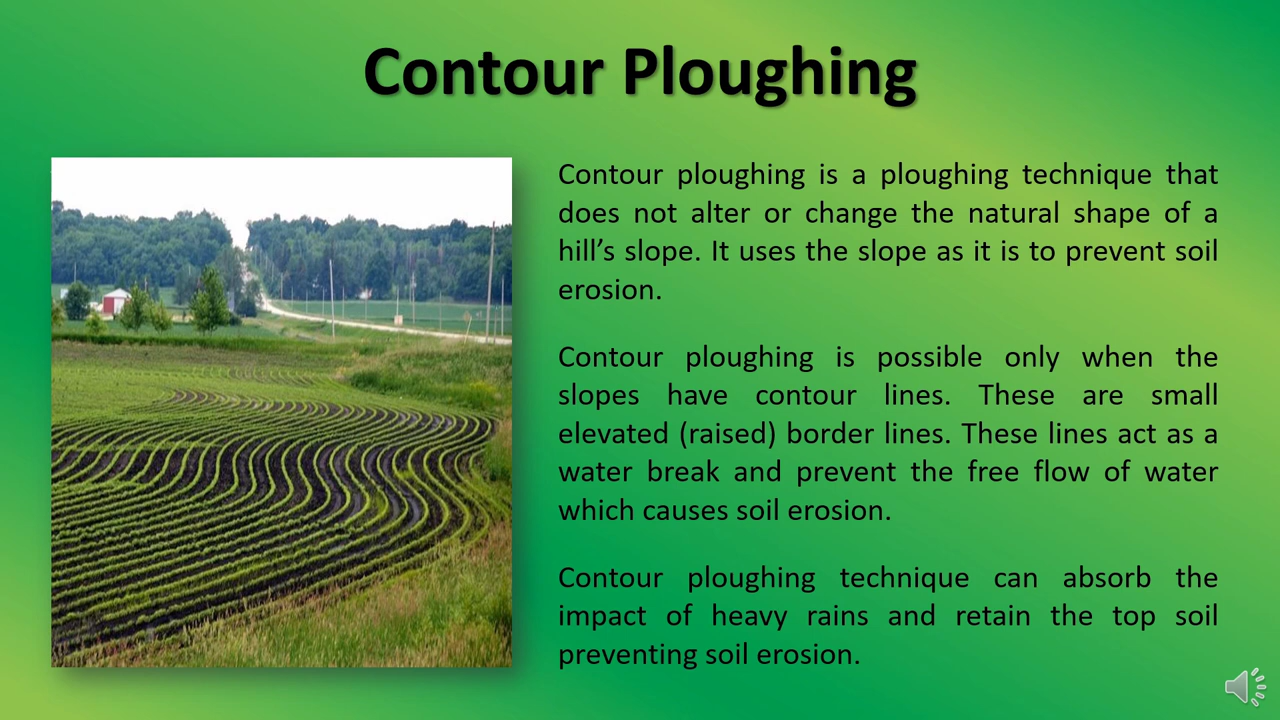 Contour Ploughing
Contour ploughing is a ploughing technique that
does not alter or change the natural shape of a
hill’s slope. It uses the slope as it is to prevent soil
erosion.
Contour ploughing is possible only when the
slopes have contour lines. These are small
elevated (raised) border lines. These lines act as a
water break and prevent the free flow of water
which causes soil erosion.
Contour ploughing technique can absorb the
impact of heavy rains and retain the top soil
preventing soil erosion.